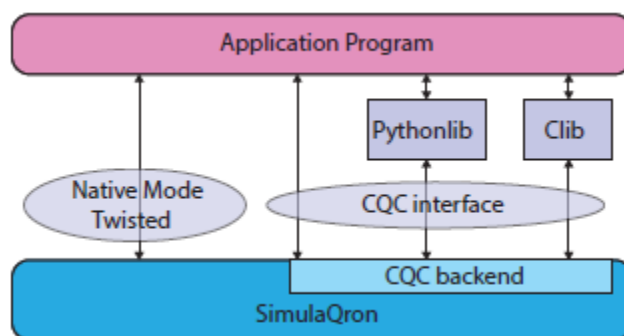 Application Program
Pythonlib
Clib
Native Mode
Twisted
CQC interface
CQC backend
SimulaQron